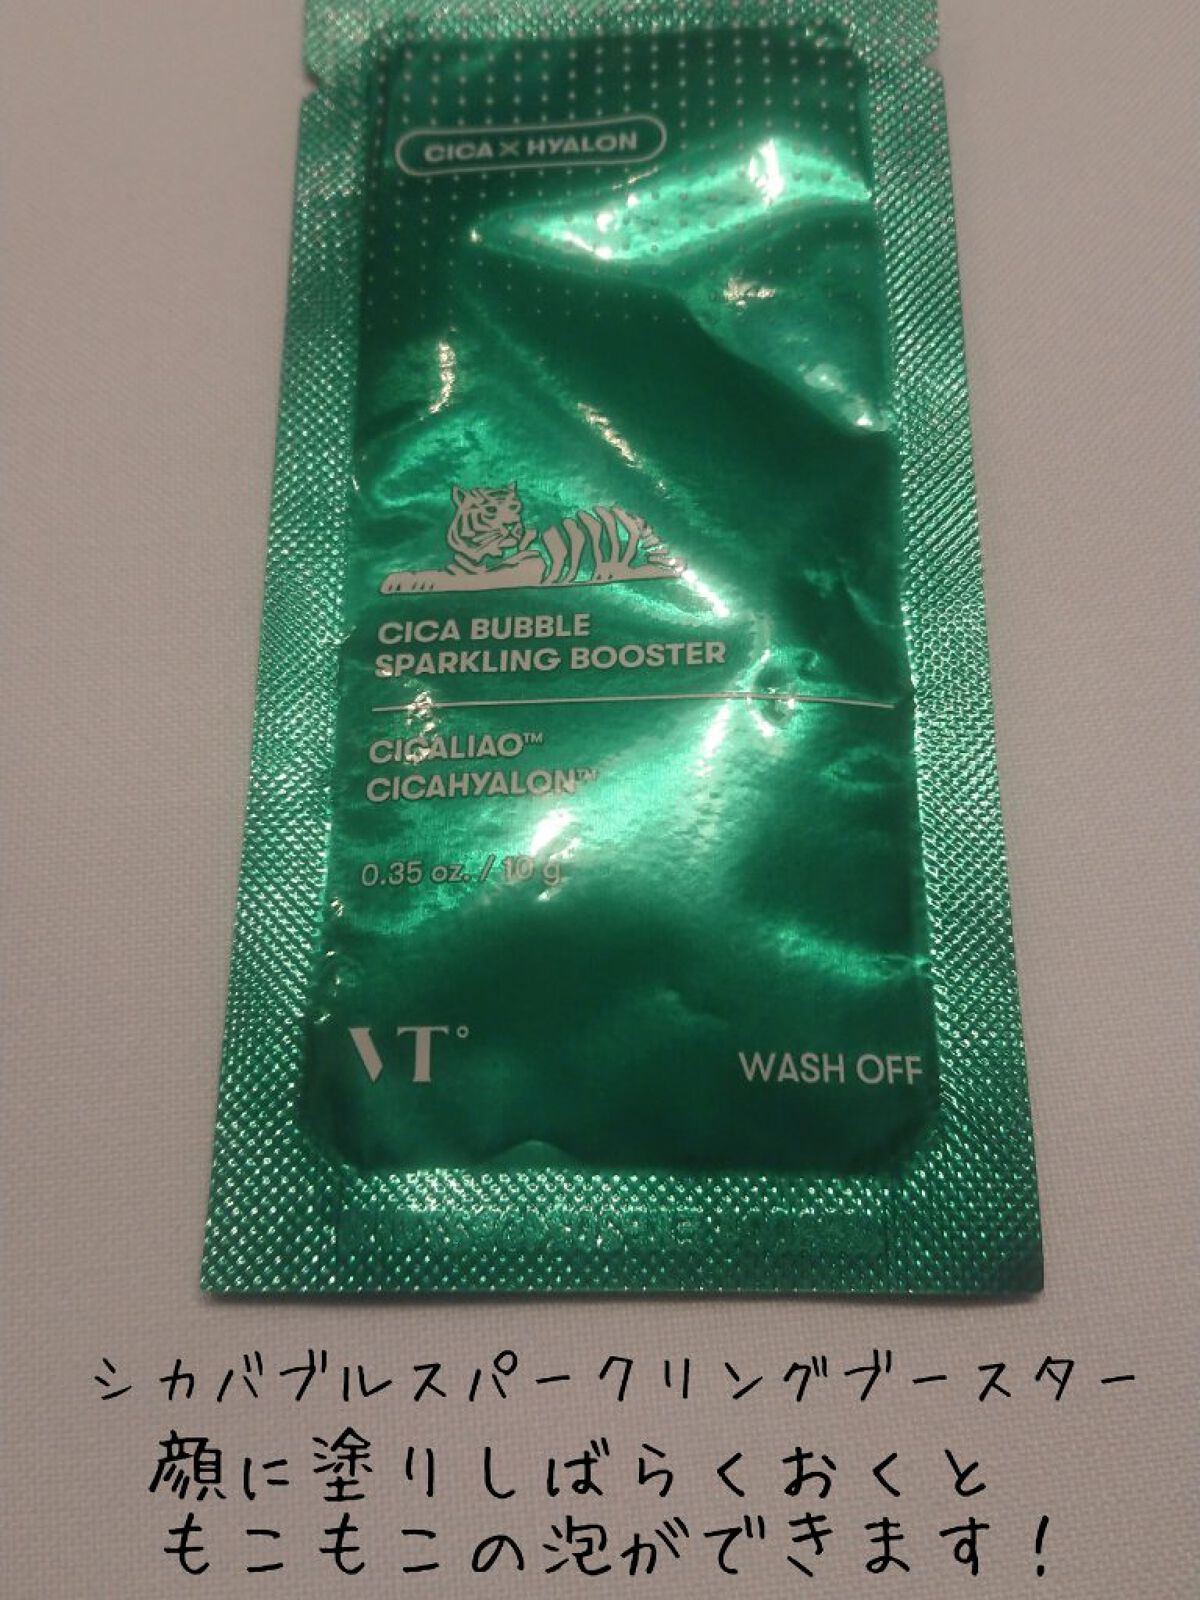 CICA×HYALON
CICA BUBBLE
SPARKLING BOOSTER
CICALIAO™
CICAHYALON™
0.35 oz. / 10 g
VT°
WASH OFF
シカバブルスパークリングブースター
顔に塗りしばらくおくと
もこもこの泡ができます!